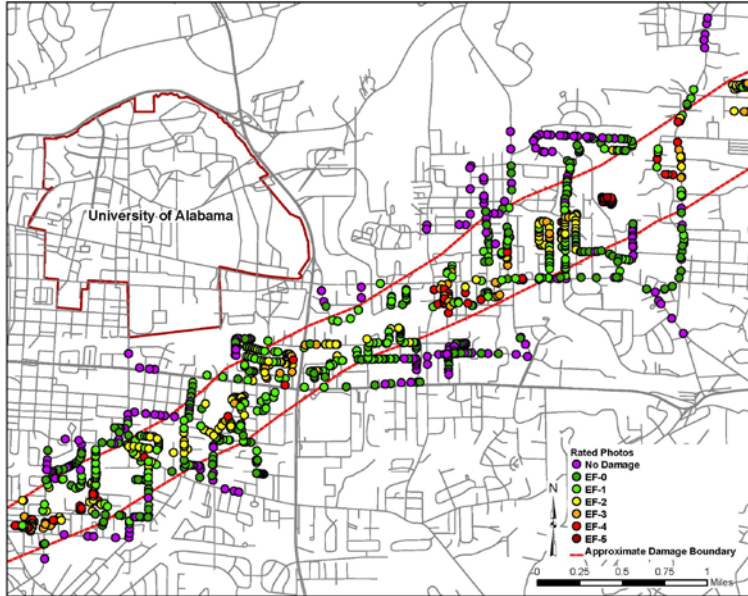 University of Alabama
Rated Photos
No Damage
EF-0
EF-1
EF-2
EF-3
EF-4
EF-5
Approximate Damage Boundary
N
0 0.25 0.5 0.75 1
Miles